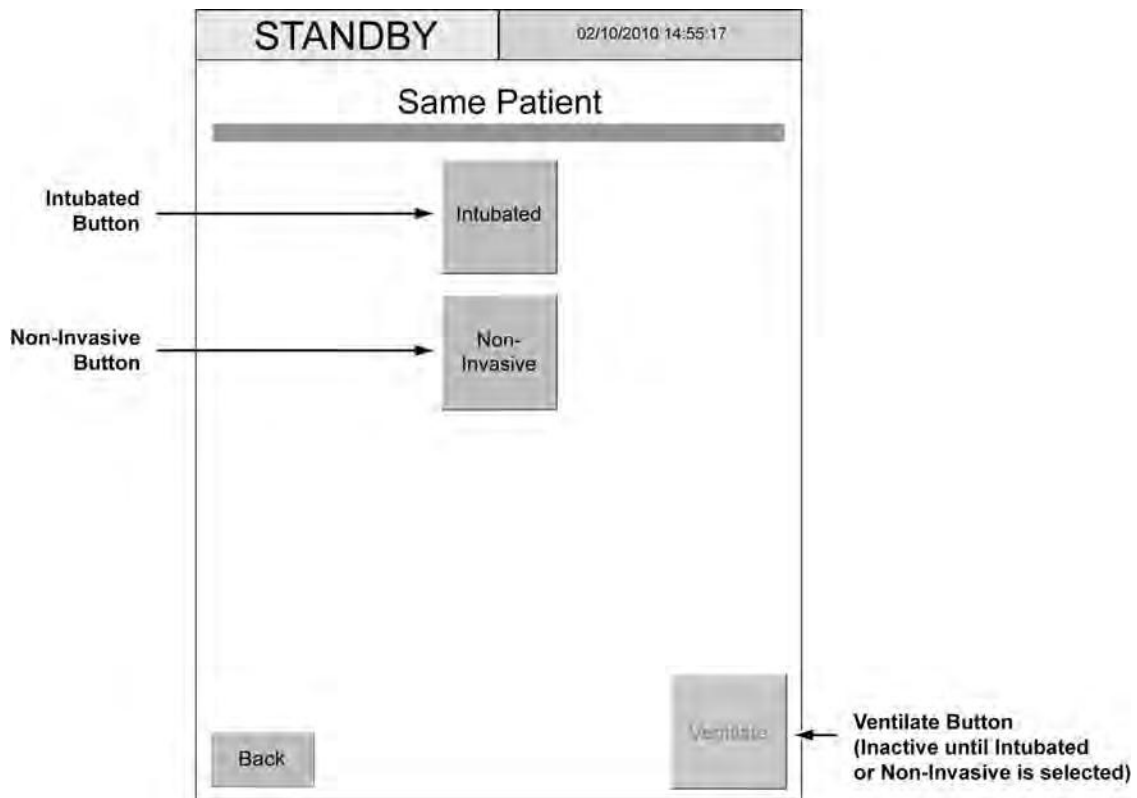 STANDBY
02/10/2010 14:55:17
Same Patient
Intubated
Button
Intubated
Non-Invasive
Button
Non-
Invasive
Ventilate
Ventilate Button
(Inactive until Intubated
or Non-Invasive is selected)
Back